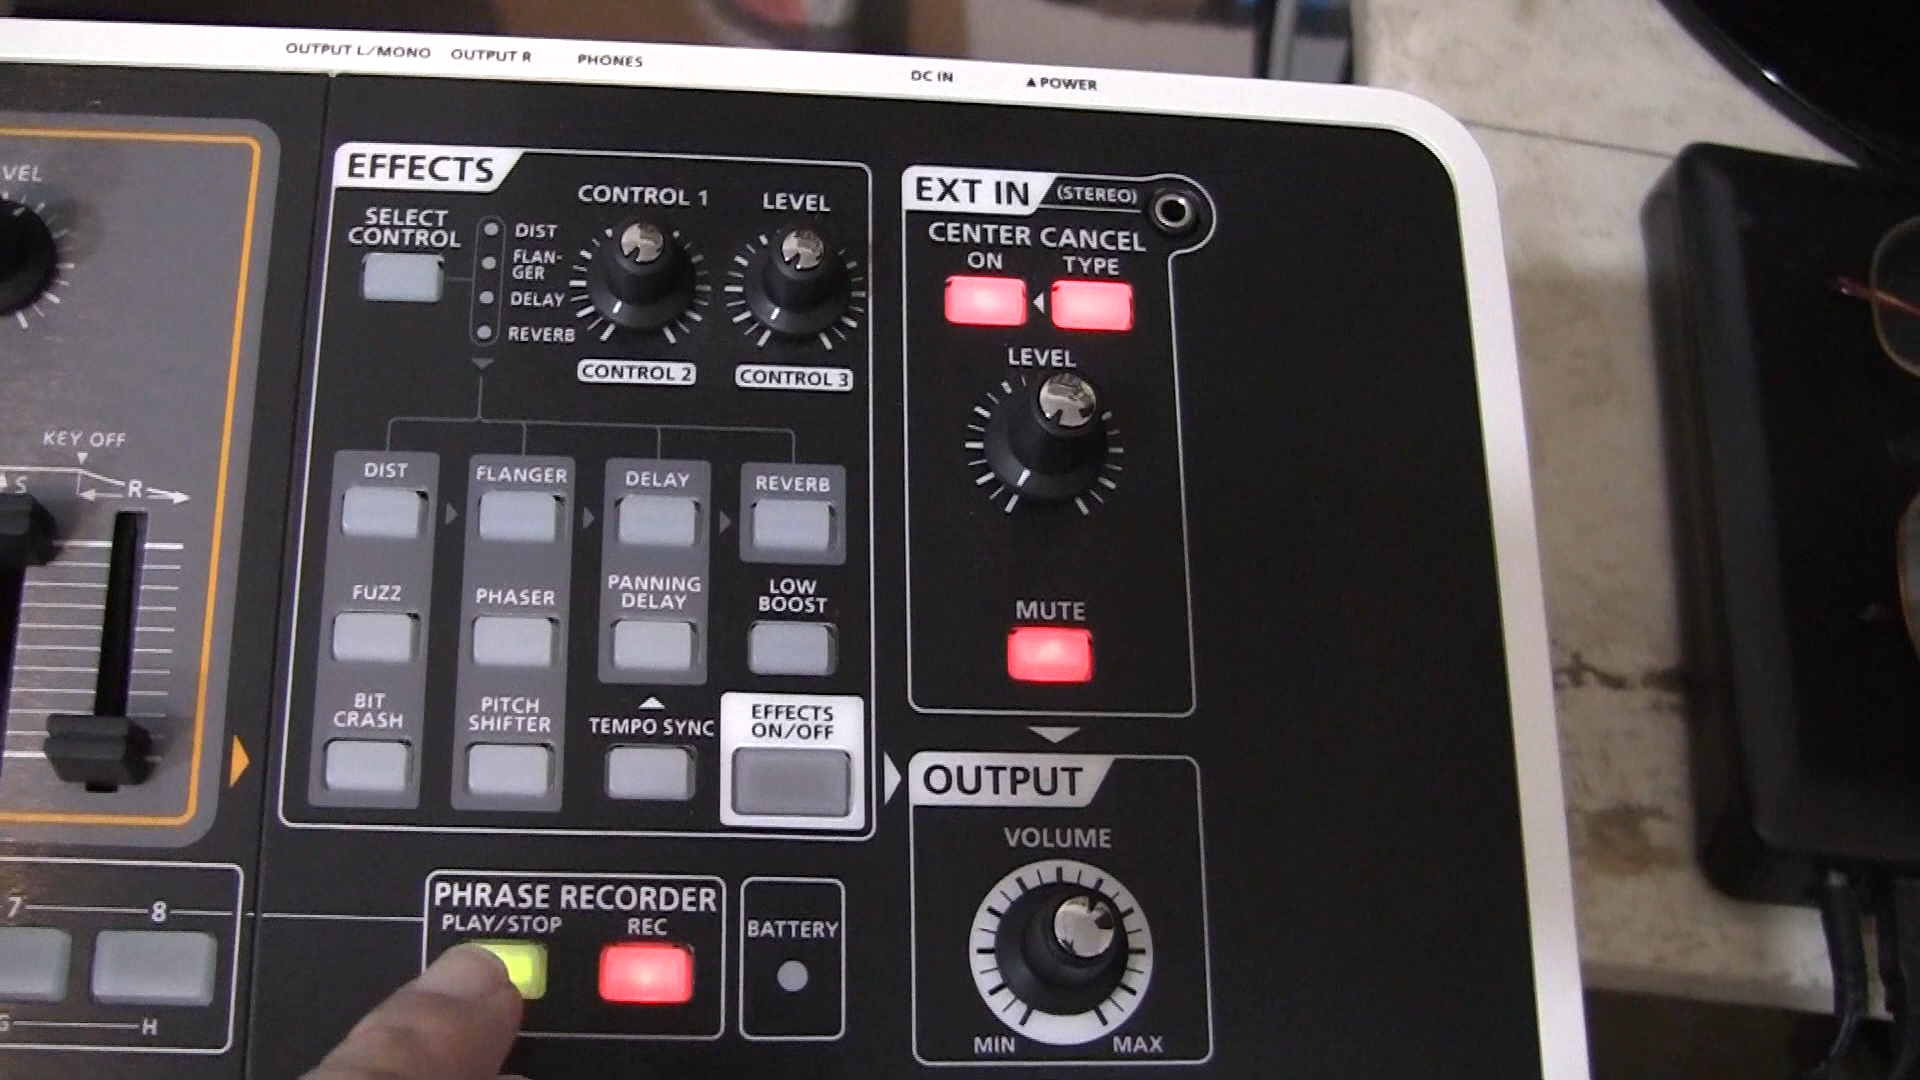 OUTPUT L/MONO OUTPUT R PHONES DC IN ▲POWER
EFFECTS
SELECT
CONTROL
DIST
FLAN-
GER
DELAY
REVERB
CONTROL 1
LEVEL
CONTROL 2
CONTROL 3
DIST
FLANGER
DELAY
REVERB
FUZZ
PHASER
PANNING
DELAY
LOW
BOOST
BIT
CRASH
PITCH
SHIFTER
TEMPO SYNC
EFFECTS
ON/OFF
EXT IN (STEREO)
CENTER CANCEL
ON
TYPE
LEVEL
MUTE
OUTPUT
VOLUME
MIN MAX
PHRASE RECORDER
PLAY/STOP
REC
BATTERY
KEY OFF
S
R
7
8
G
H